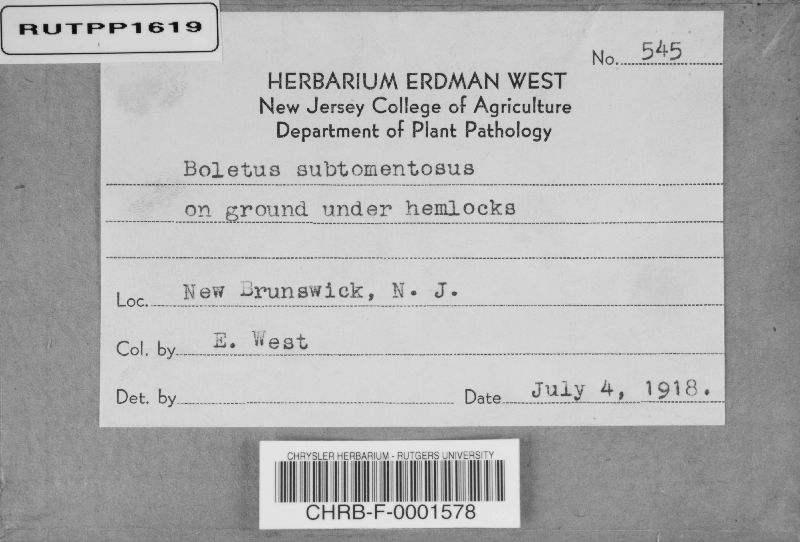 RUTPP1619
No. 545
HERBARIUM ERDMAN WEST
New Jersey College of Agriculture
Department of Plant Pathology
Boletus subtomentosus
on ground under hemlocks
Loc. New Brunswick, N. J.
Col. by E. West
Det. by Date July 4, 1918.
CHRYSLER HERBARIUM - RUTGERS UNIVERSITY
CHRB-F-0001578